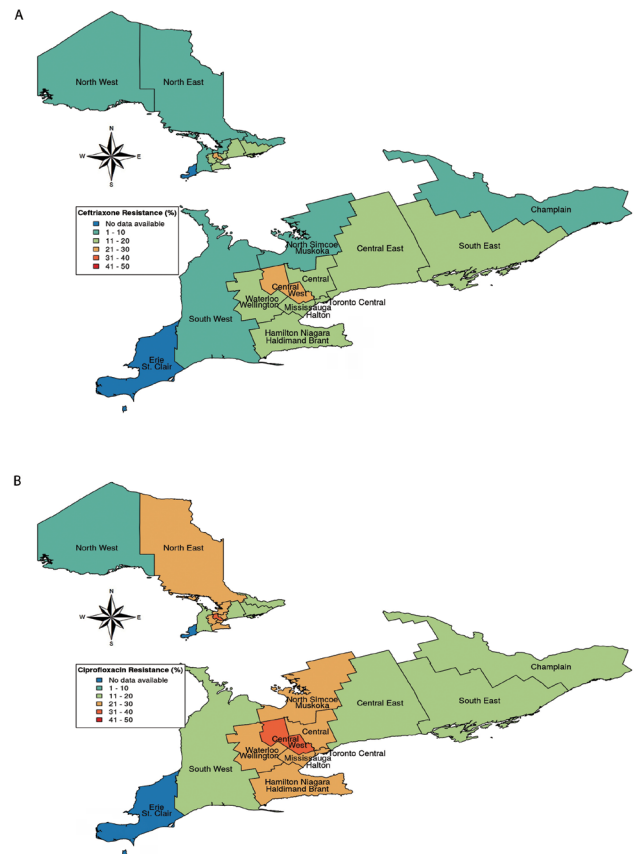 A
North West
North East
N
W
E
S
Ceftriaxone Resistance (%)
No data available
1 - 10
11 - 20
21 - 30
31 - 40
41 - 50
Champlain
North Simcoe
Muskoka
Central East
South East
Central
Central
West
Toronto Central
Waterloo
Wellington
Mississauga
Halton
South West
Hamilton Niagara
Haldimand Brant
Erie
St. Clair
B
North West
North East
N
W
E
S
Ciprofloxacin Resistance (%)
No data available
1 - 10
11 - 20
21 - 30
31 - 40
41 - 50
Champlain
North Simcoe
Muskoka
Central East
South East
Central
Central
West
Toronto Central
Waterloo
Wellington
Mississauga
Halton
South West
Hamilton Niagara
Haldimand Brant
Erie
St. Clair